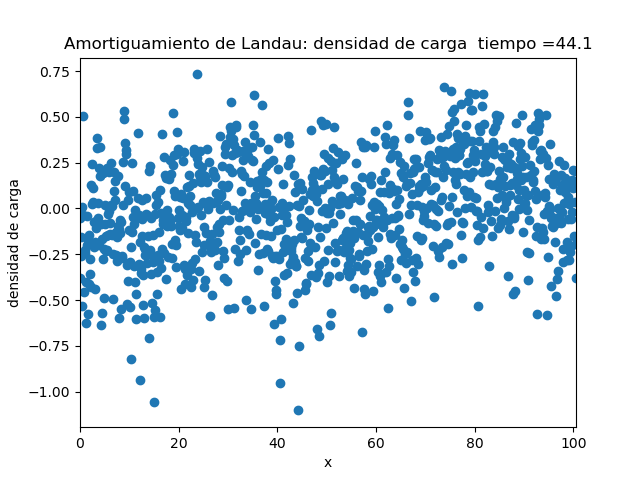 Amortiguamiento de Landau: densidad de carga  tiempo =44.1
0.75
0.50
0.25
0.00
−0.25
−0.50
−0.75
−1.00
densidad de carga
0 20 40 60 80 100
x